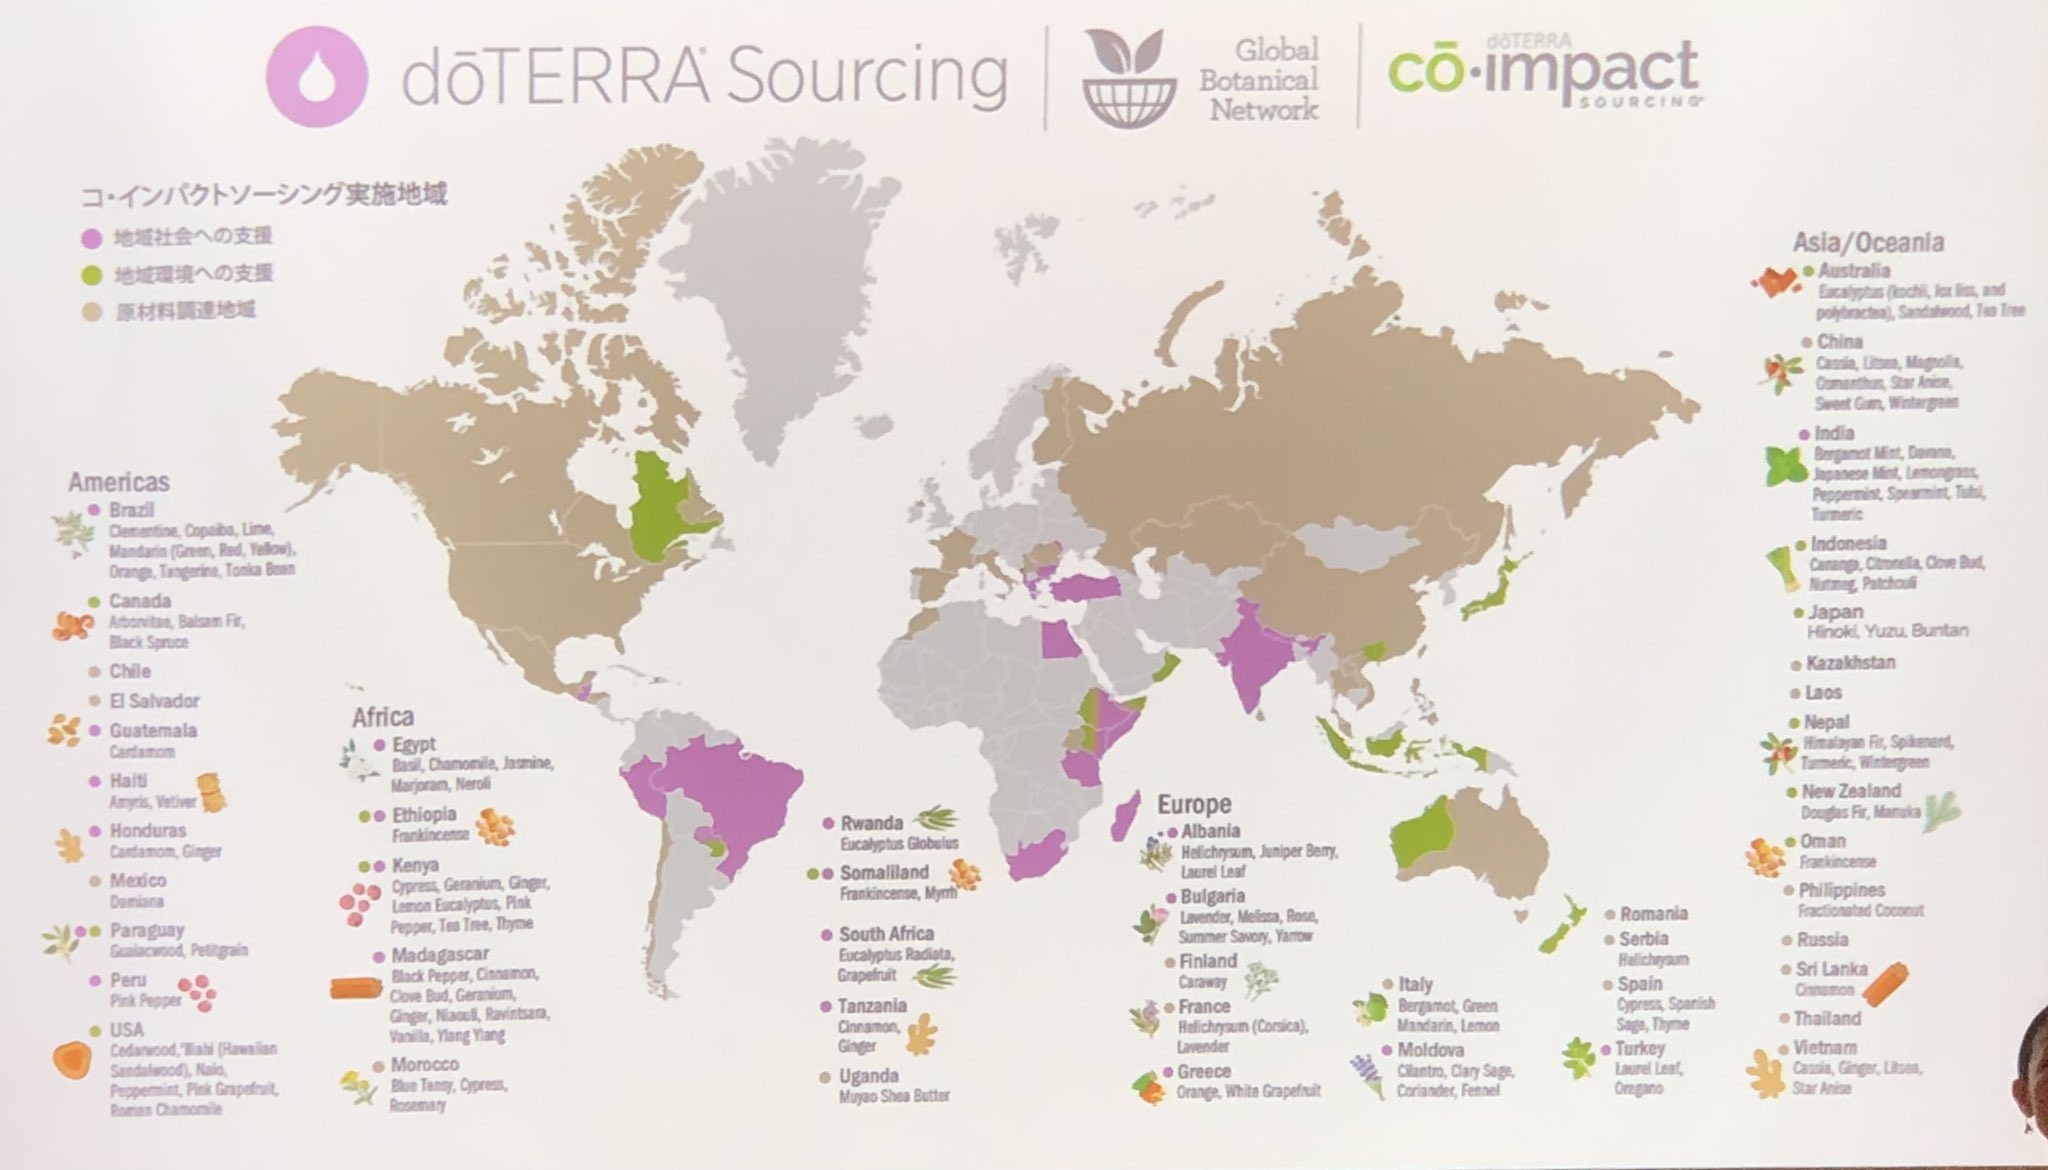 dōTERRA® Sourcing
Global
Botanical
Network
dōTERRA
cō•impact
SOURCING®
コ・インパクトソーシング実施地域
地域社会への支援
地域環境への支援
原材料調達地域
Americas
Brazil
Clementine, Copaiba, Lime,
Mandarin (Green, Red, Yellow),
Orange, Tangerine, Tonka Bean
Canada
Arborvitae, Balsam Fir,
Black Spruce
Chile
El Salvador
Guatemala
Cardamom
Haiti
Amyris, Vetiver
Honduras
Cardamom, Ginger
Mexico
Damiana
Paraguay
Guaiacwood, Petitgrain
Peru
Pink Pepper
USA
Cedarwood, Iliahi (Hawaiian
Sandalwood), Naio,
Peppermint, Pink Grapefruit,
Roman Chamomile
Africa
Egypt
Basil, Chamomile, Jasmine,
Marjoram, Neroli
Ethiopia
Frankincense
Kenya
Cypress, Geranium, Ginger,
Lemon Eucalyptus, Pink
Pepper, Tea Tree, Thyme
Madagascar
Black Pepper, Cinnamon,
Clove Bud, Geranium,
Ginger, Niaouli, Ravintsara,
Vanilla, Ylang Ylang
Morocco
Blue Tansy, Cypress,
Rosemary
Rwanda
Eucalyptus Globulus
Somaliland
Frankincense, Myrrh
South Africa
Eucalyptus Radiata,
Grapefruit
Tanzania
Cinnamon,
Ginger
Uganda
Muyao Shea Butter
Europe
Albania
Helichrysum, Juniper Berry,
Laurel Leaf
Bulgaria
Lavender, Melissa, Rose,
Summer Savory, Yarrow
Finland
Caraway
France
Helichrysum (Corsica),
Lavender
Greece
Orange, White Grapefruit
Italy
Bergamot, Green
Mandarin, Lemon
Moldova
Cilantro, Clary Sage,
Coriander, Fennel
Romania
Serbia
Helichrysum
Spain
Cypress, Spanish
Sage, Thyme
Turkey
Laurel Leaf,
Oregano
Asia/Oceania
Australia
Eucalyptus (kochii, and
polybractea), Sandalwood, Tea Tree
China
Cassia, Litsea, Magnolia,
Osmanthus, Star Anise,
Sweet Gum, Wintergreen
India
Bergamot Mint, Davana,
Japanese Mint, Lemongrass,
Peppermint, Spearmint, Tulsi,
Turmeric
Indonesia
Cananga, Citronella, Clove Bud,
Nutmeg, Patchouli
Japan
Hinoki, Yuzu, Buntan
Kazakhstan
Laos
Nepal
Himalayan Fir, Spikenard,
Turmeric, Wintergreen
New Zealand
Douglas Fir, Manuka
Oman
Frankincense
Philippines
Fractionated Coconut
Russia
Sri Lanka
Cinnamon
Thailand
Vietnam
Cassia, Ginger, Litsea,
Star Anise